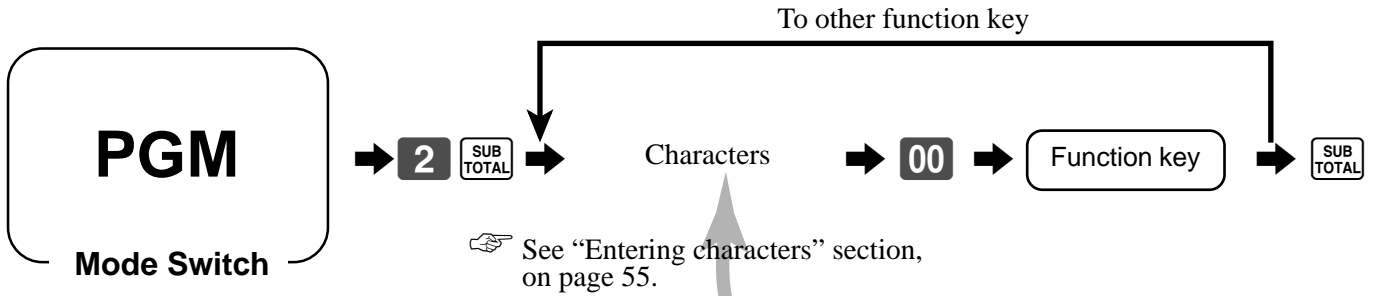 To other function key
PGM
2 SUB TOTAL Characters 00 Function key SUB TOTAL
Mode Switch
☞ See “Entering characters” section,
on page 55.